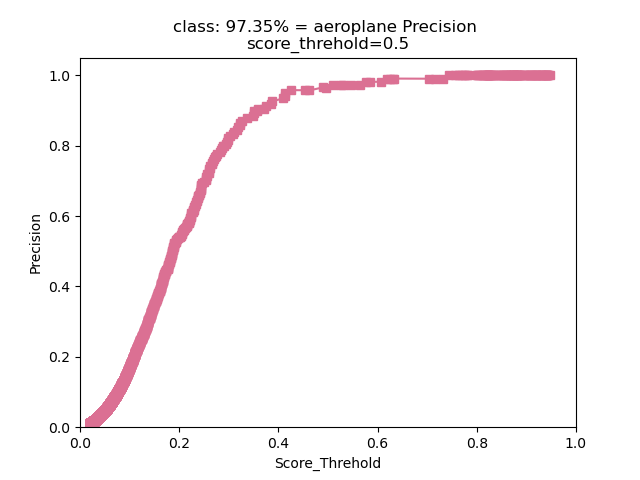 class: 97.35% = aeroplane Precision
score_threhold=0.5
1.0
0.8
0.6
0.4
0.2
0.0
Precision
0.0 0.2 0.4 0.6 0.8 1.0
Score_Threhold